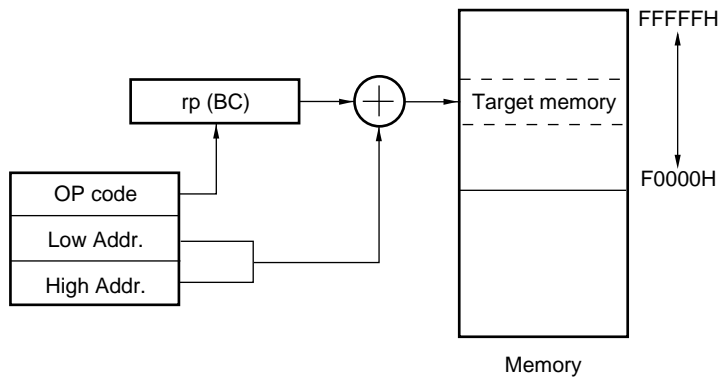 FFFFFH
rp (BC)
Target memory
OP code
F0000H
Low Addr.
High Addr.
Memory